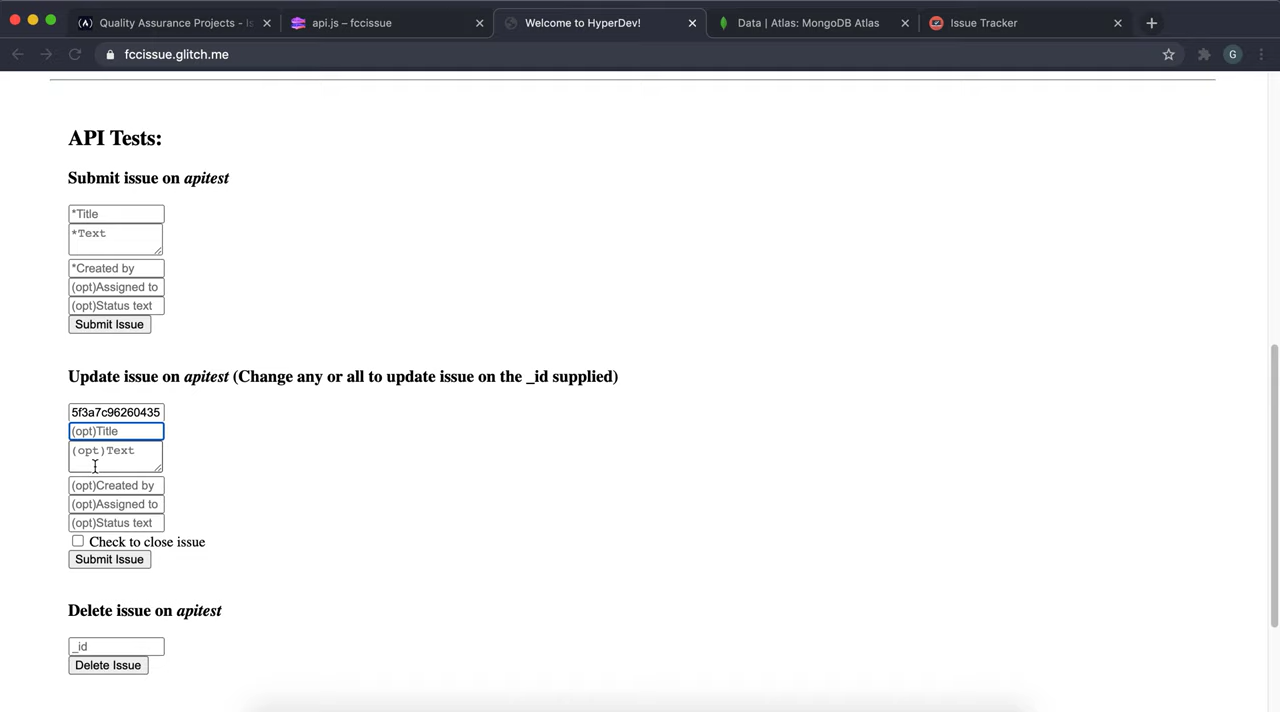 Quality Assurance Projects - Is
api.js – fccissue
Welcome to HyperDev!
Data | Atlas: MongoDB Atlas
Issue Tracker
fccissue.glitch.me
G
API Tests:
Submit issue on apitest
*Title
*Text
*Created by
(opt)Assigned to
(opt)Status text
Submit Issue
Update issue on apitest (Change any or all to update issue on the _id supplied)
5f3a7c96260435
(opt)Title
(opt)Text
(opt)Created by
(opt)Assigned to
(opt)Status text
Check to close issue
Submit Issue
Delete issue on apitest
_id
Delete Issue